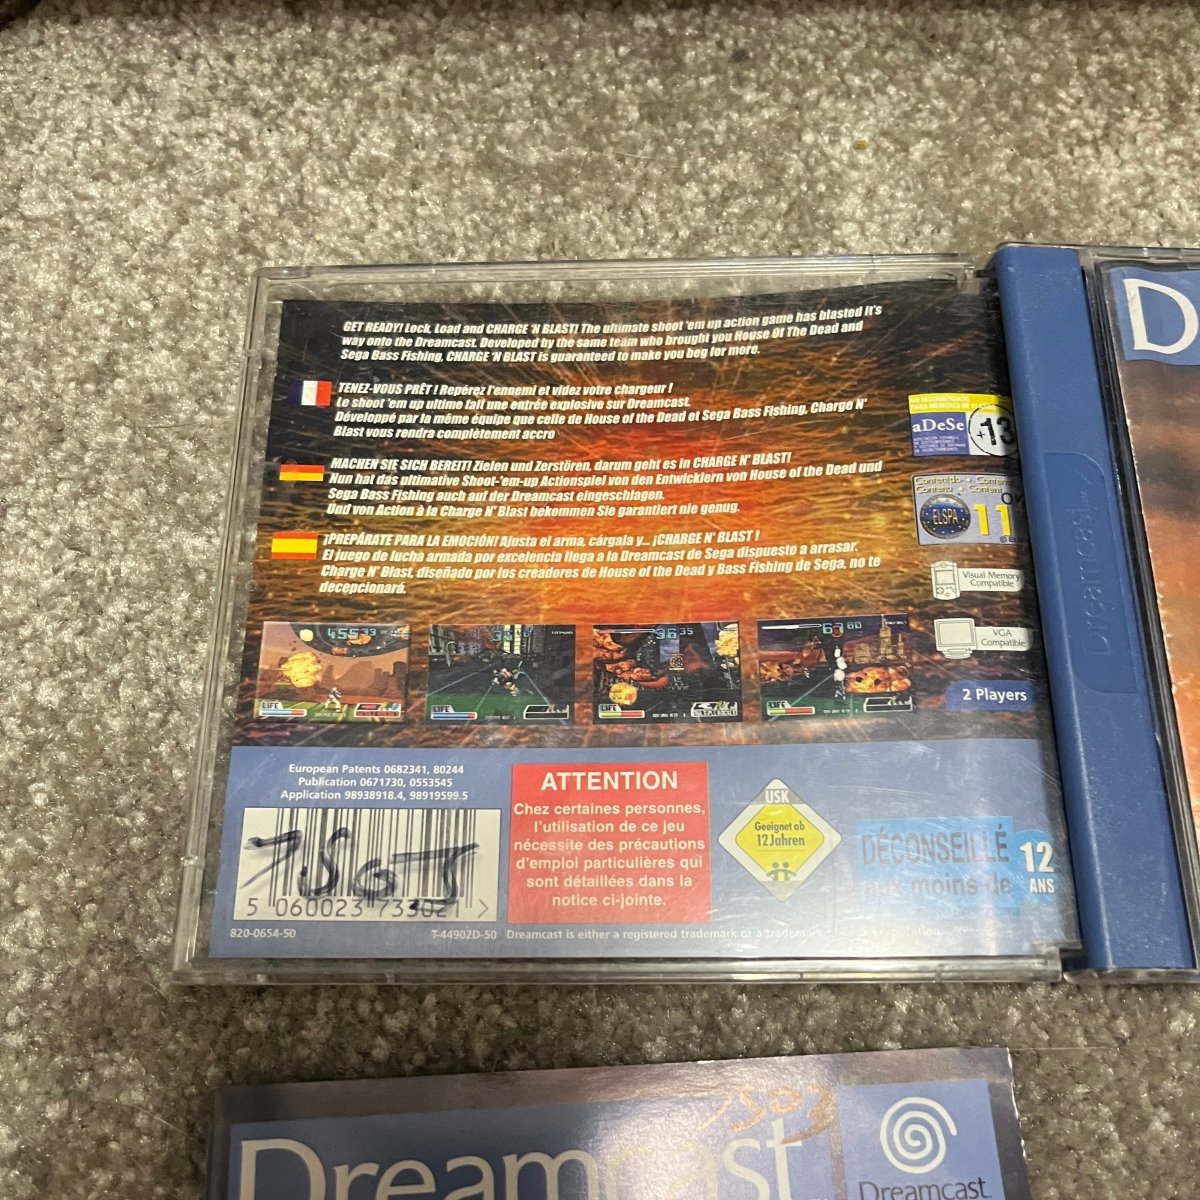 GET READY! Lock, Load and CHARGE 'N BLAST! The ultimate shoot 'em up action game has blasted it's
way onto the Dreamcast. Developed by the same team who brought you House Of The Dead and
Sega Bass Fishing, CHARGE 'N BLAST is guaranteed to make you beg for more.
TENEZ-VOUS PRÊT ! Repérez l'ennemi et videz votre chargeur !
Le shoot 'em up ultime fait une entrée explosive sur Dreamcast.
Développé par la même équipe que celle de House of the Dead et Sega Bass Fishing, Charge N'
Blast vous rendra complètement accro
MACHEN SIE SICH BEREIT! Zielen und Zerstören, darum geht es in CHARGE N' BLAST!
Nun hat das ultimative Shoot-'em-up Actionspiel von den Entwicklern von House of the Dead und
Sega Bass Fishing auch auf der Dreamcast eingeschlagen.
Und von Action à la Charge N' Blast bekommen Sie garantiert nie genug.
¡PREPÁRATE PARA LA EMOCIÓN! Ajusta el arma, cárgala y... ¡CHARGE N' BLAST !
El juego de lucha armada por excelencia llega a la Dreamcast de Sega dispuesto a arrasar.
Charge N' Blast, diseñado por los creadores de House of the Dead y Bass Fishing de Sega, no te
decepcionará.
aDeSe
+13
ELSPA
11
Visual Memory
Compatible
VGA
Compatible
2 Players
LIFE
LIFE
LIFE
LIFE
European Patents 0682341, 80244
Publication 0671730, 0553545
Application 98938918.4, 98919599.5
5 060023 733021 >
820-0654-50
T-44902D-50
ATTENTION
Chez certaines personnes,
l'utilisation de ce jeu
nécessite des précautions
d'emploi particulières qui
sont détaillées dans la
notice ci-jointe.
USK
Geeignet ab
12 Jahren
DÉCONSEILLÉ
aux moins de
12
ANS
Dreamcast is either a registered trademark or a trademark
Dreamcast
D
Dreamcast
Dreamcast